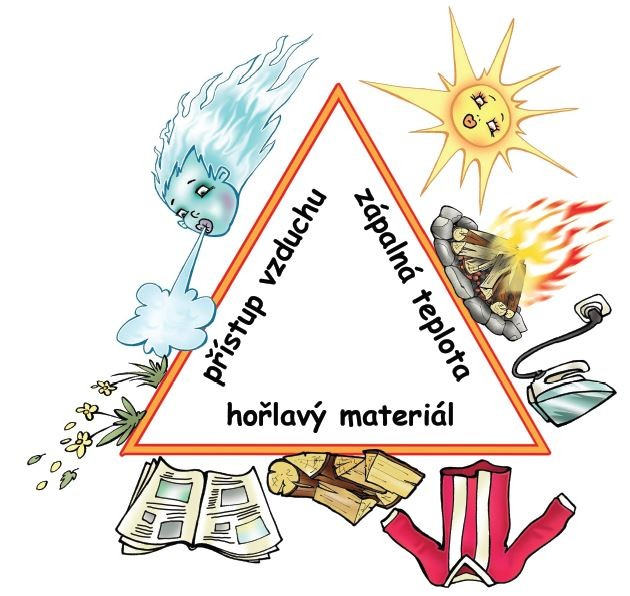 přístup vzduchu
zápalná teplota
hořlavý materiál